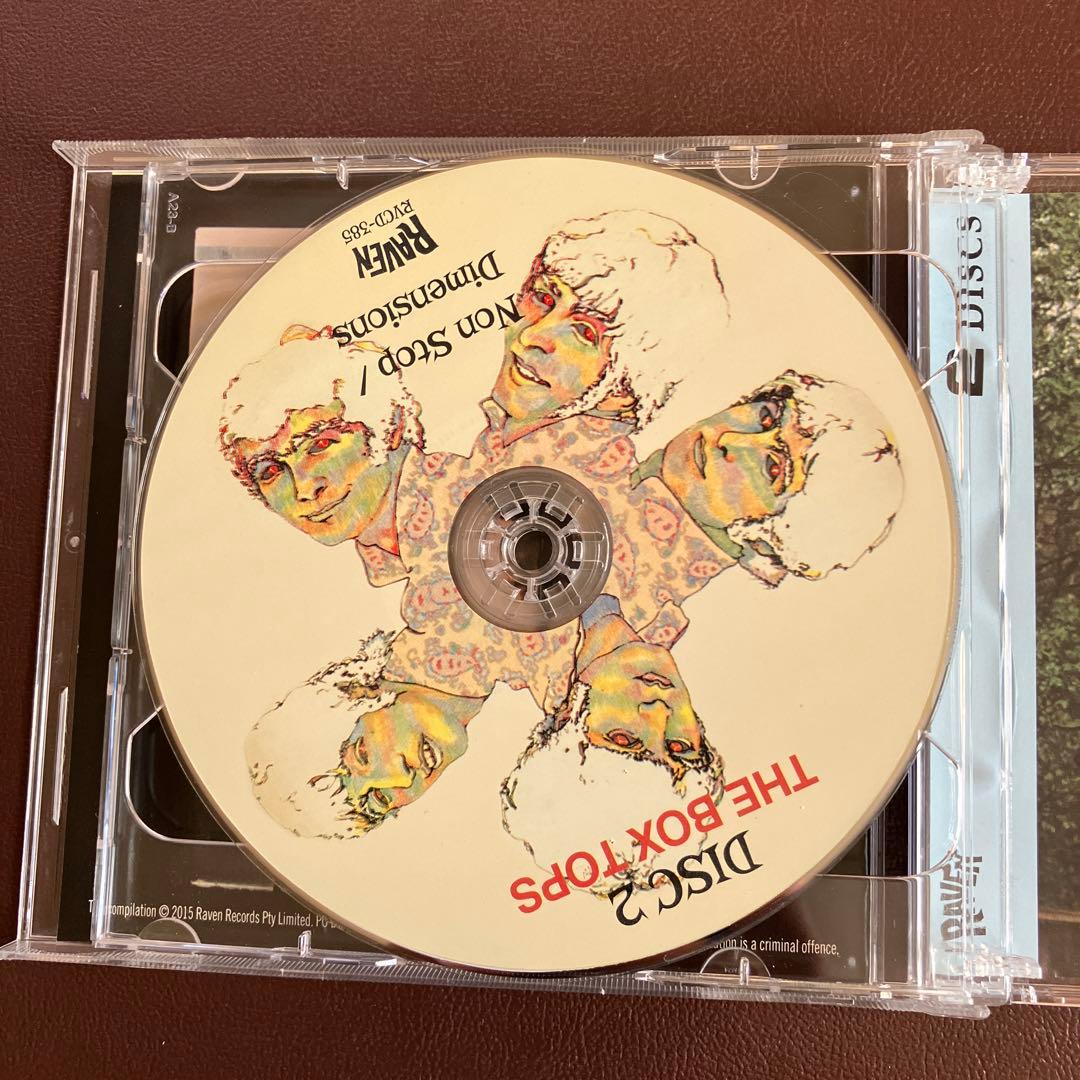 DISC 2
THE BOX TOPS
Non Stop /
Dimensions
RAVEN
RVCD-385
A23-B
2 DISCS
RAVEN
compilation © 2015 Raven Records Pty Limited.
is a criminal offence.